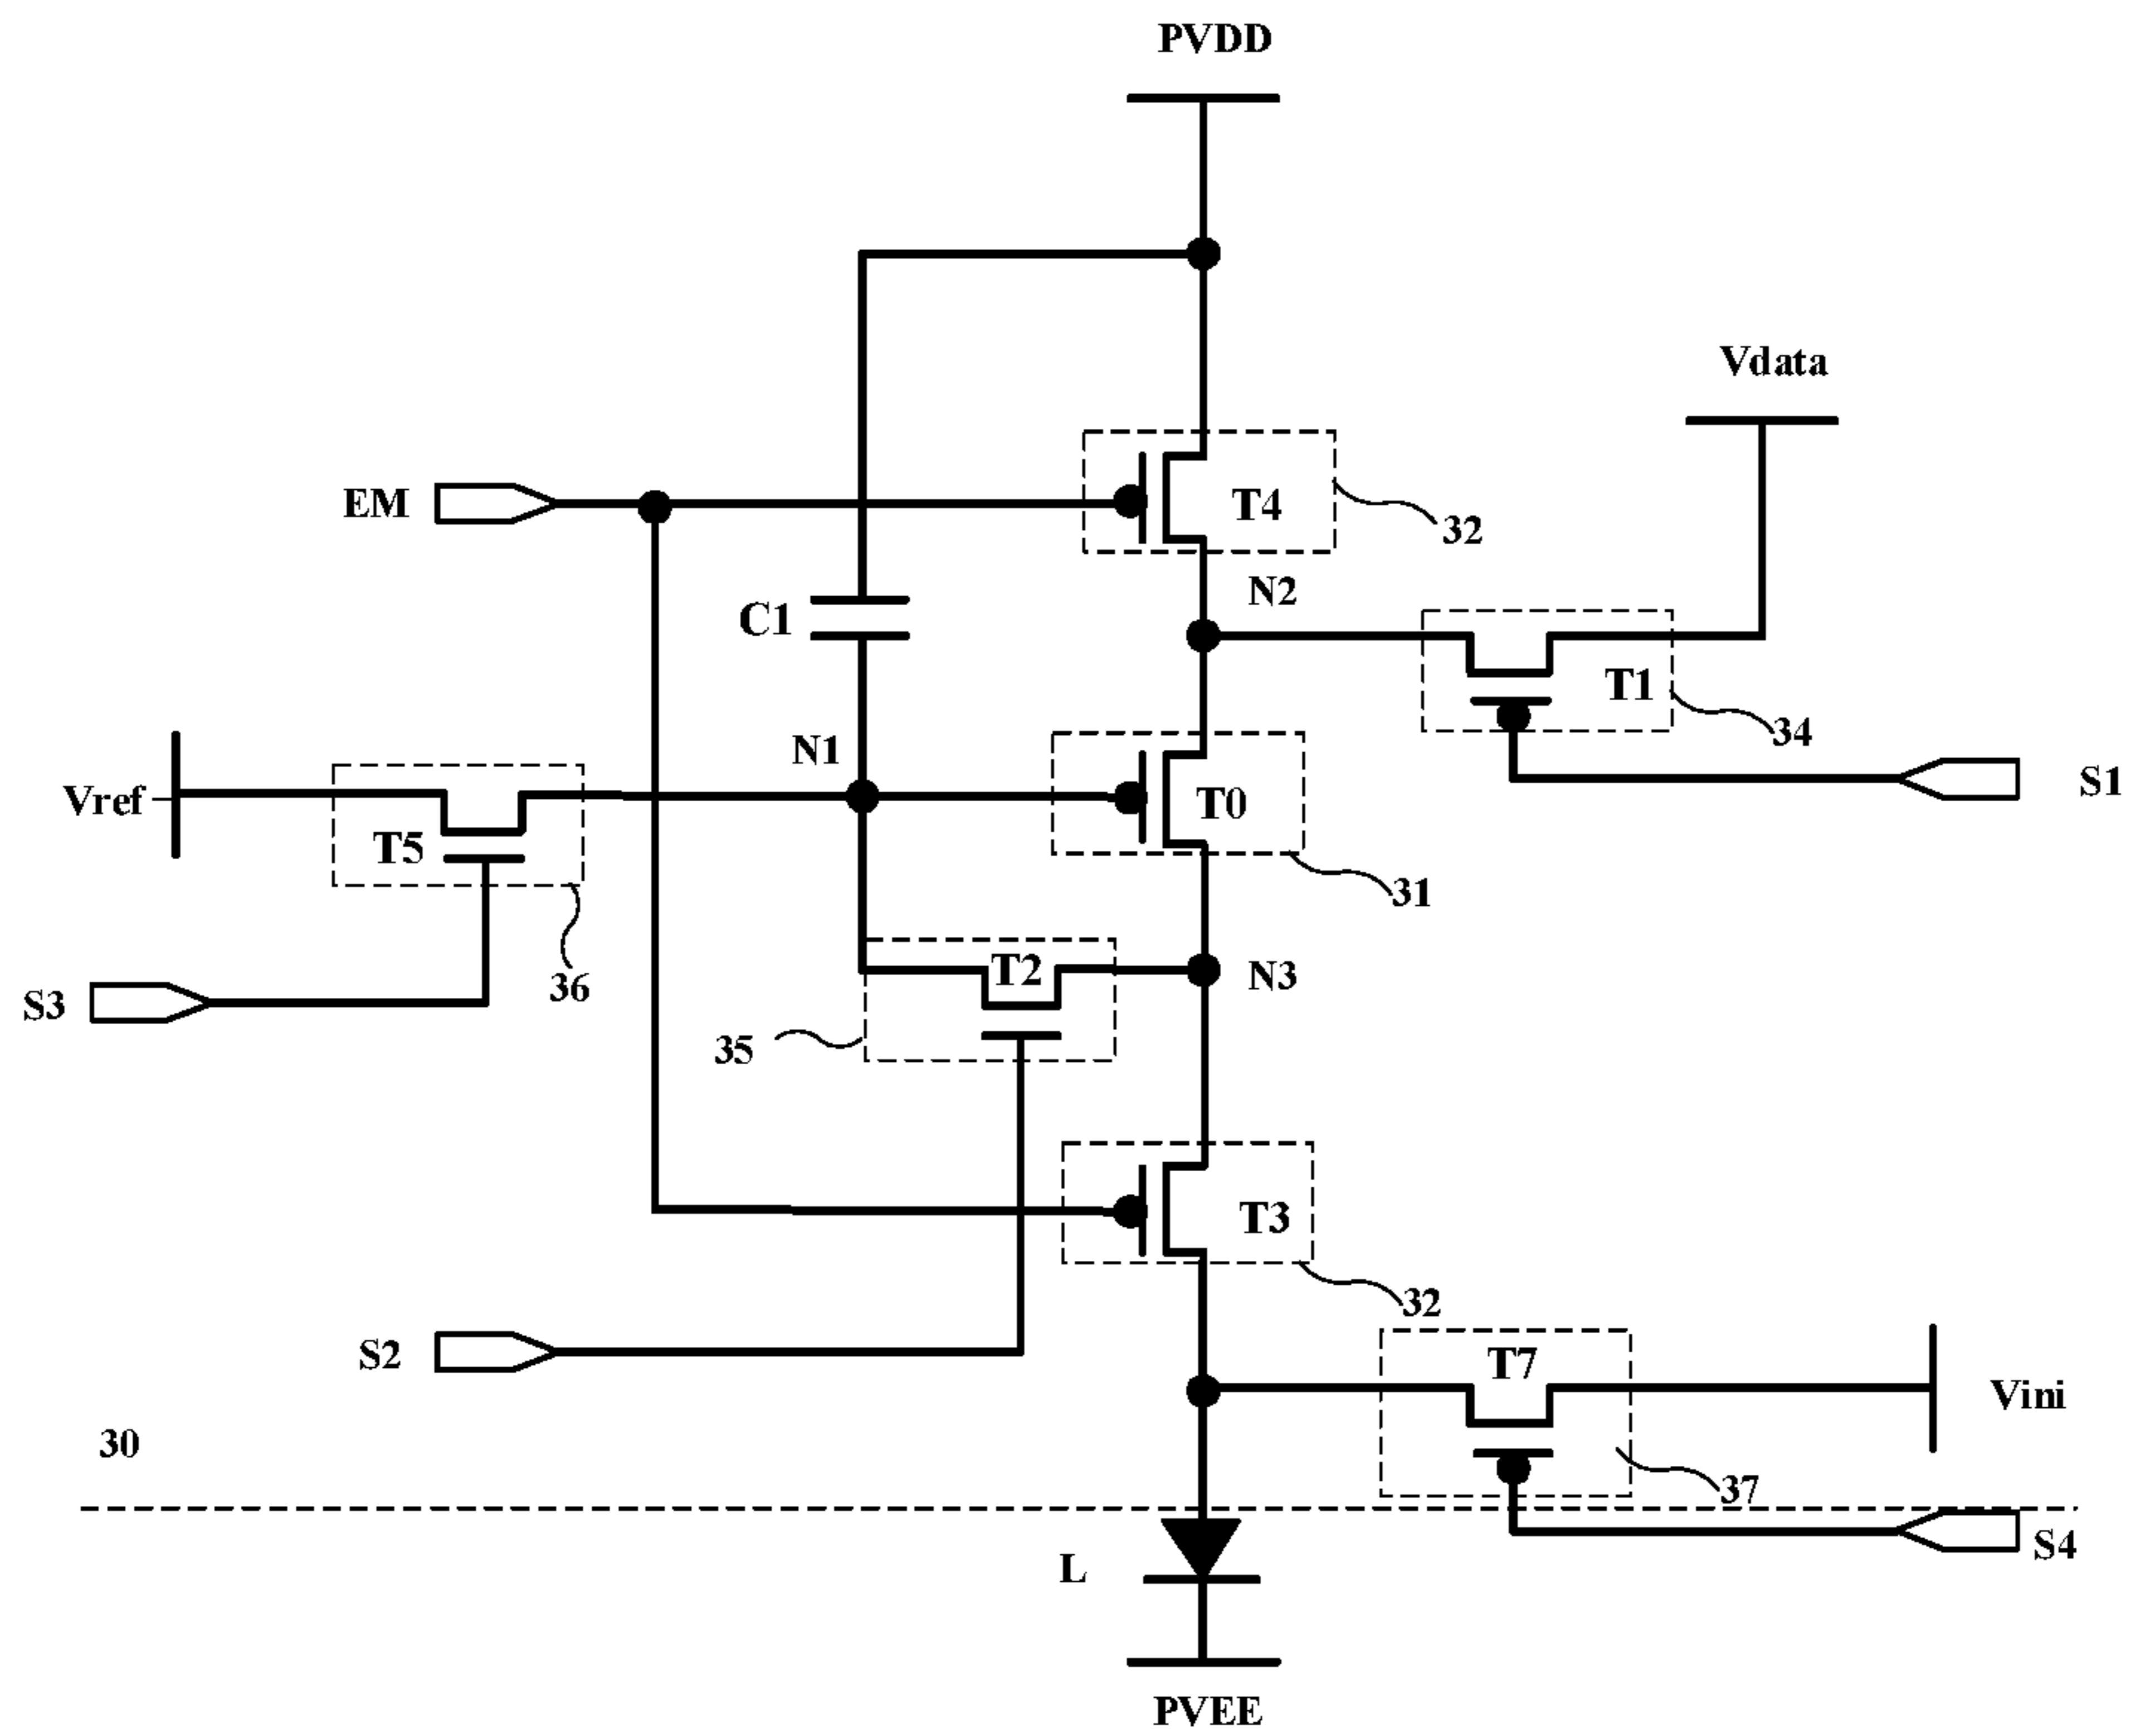 PVDD
Vdata
EM
T4
32
N2
C1
T1
34
N1
Vref
T0
S1
T5
31
36
S3
T2
N3
35
T3
32
S2
T7
Vini
30
37
L
S4
PVEE